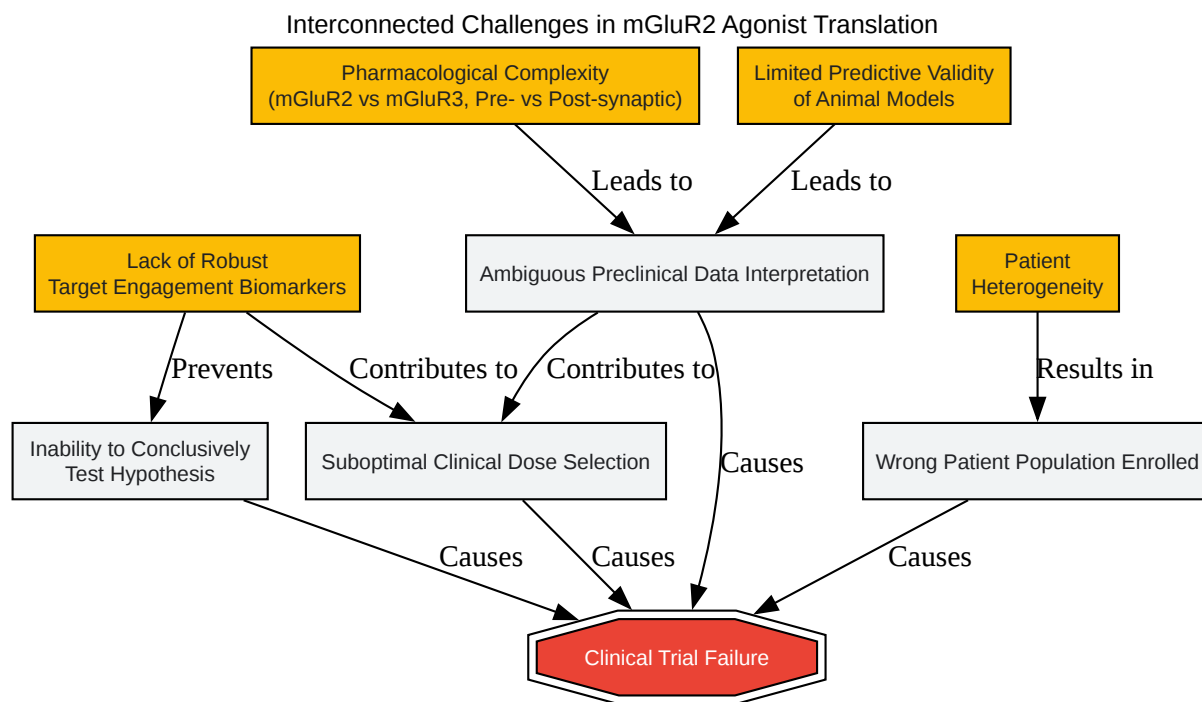 Interconnected Challenges in mGluR2 Agonist Translation
Pharmacological Complexity
(mGluR2 vs mGluR3, Pre- vs Post-synaptic)
Limited Predictive Validity
of Animal Models
Leads to
Leads to
Lack of Robust
Target Engagement Biomarkers
Ambiguous Preclinical Data Interpretation
Patient
Heterogeneity
Prevents
Contributes to
Contributes to
Results in
Inability to Conclusively
Test Hypothesis
Suboptimal Clinical Dose Selection
Causes
Wrong Patient Population Enrolled
Causes
Causes
Causes
Clinical Trial Failure